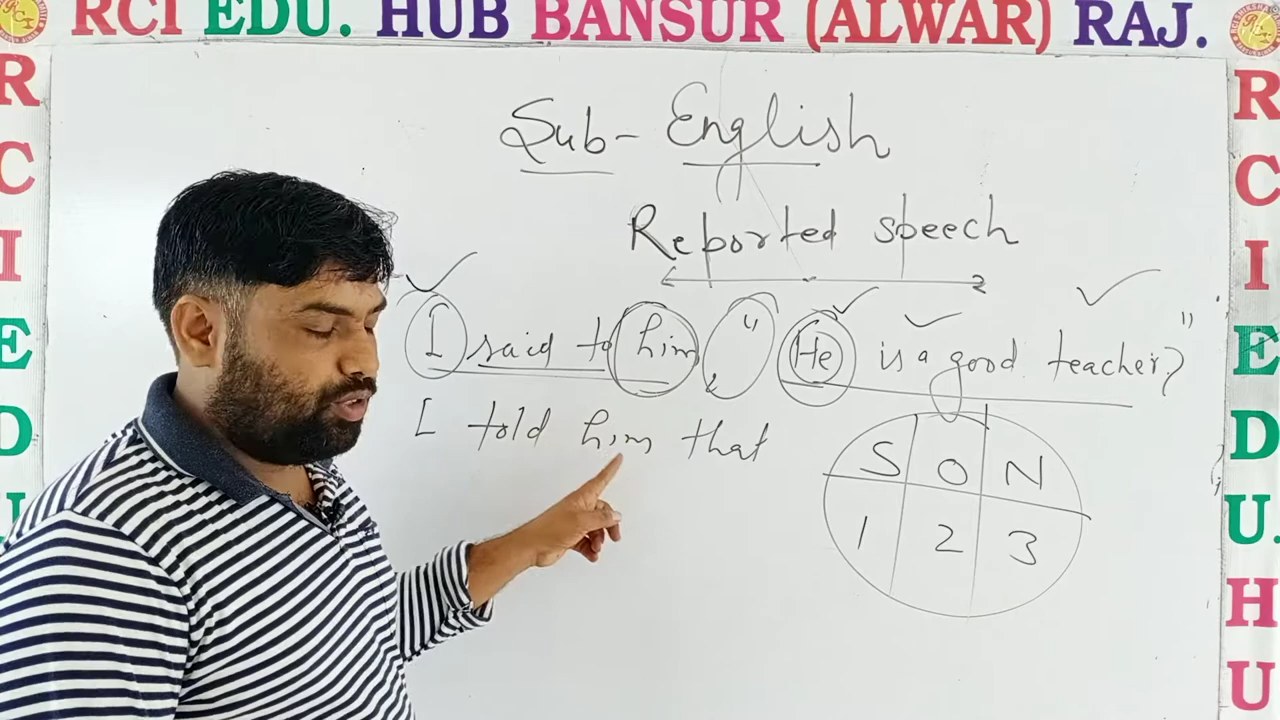 RCI EDU. HUB BANSUR (ALWAR) RAJ.
R
C
I
E
D
U
Sub- English
Reported speech
I said to him, " He is a good teacher."
I told him that
S O N
1 2 3
R
C
I
E
D
U.
H
U